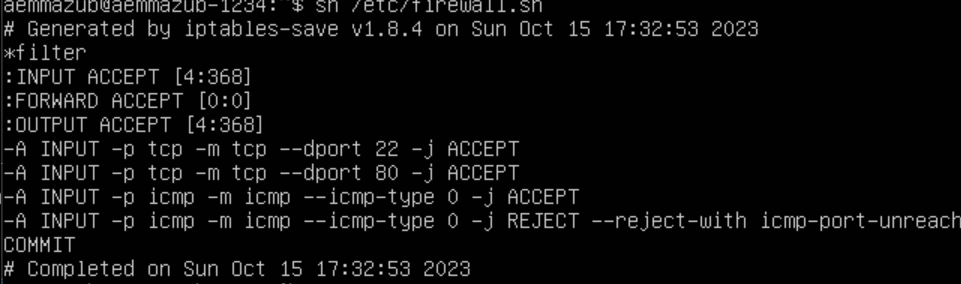 aemmazub@aemmazub-1234:~$ sh /etc/firewall.sh
# Generated by iptables-save v1.8.4 on Sun Oct 15 17:32:53 2023
*filter
:INPUT ACCEPT [4:368]
:FORWARD ACCEPT [0:0]
:OUTPUT ACCEPT [4:368]
-A INPUT -p tcp -m tcp --dport 22 -j ACCEPT
-A INPUT -p tcp -m tcp --dport 80 -j ACCEPT
-A INPUT -p icmp -m icmp --icmp-type 0 -j ACCEPT
-A INPUT -p icmp -m icmp --icmp-type 0 -j REJECT --reject-with icmp-port-unreach
COMMIT
# Completed on Sun Oct 15 17:32:53 2023